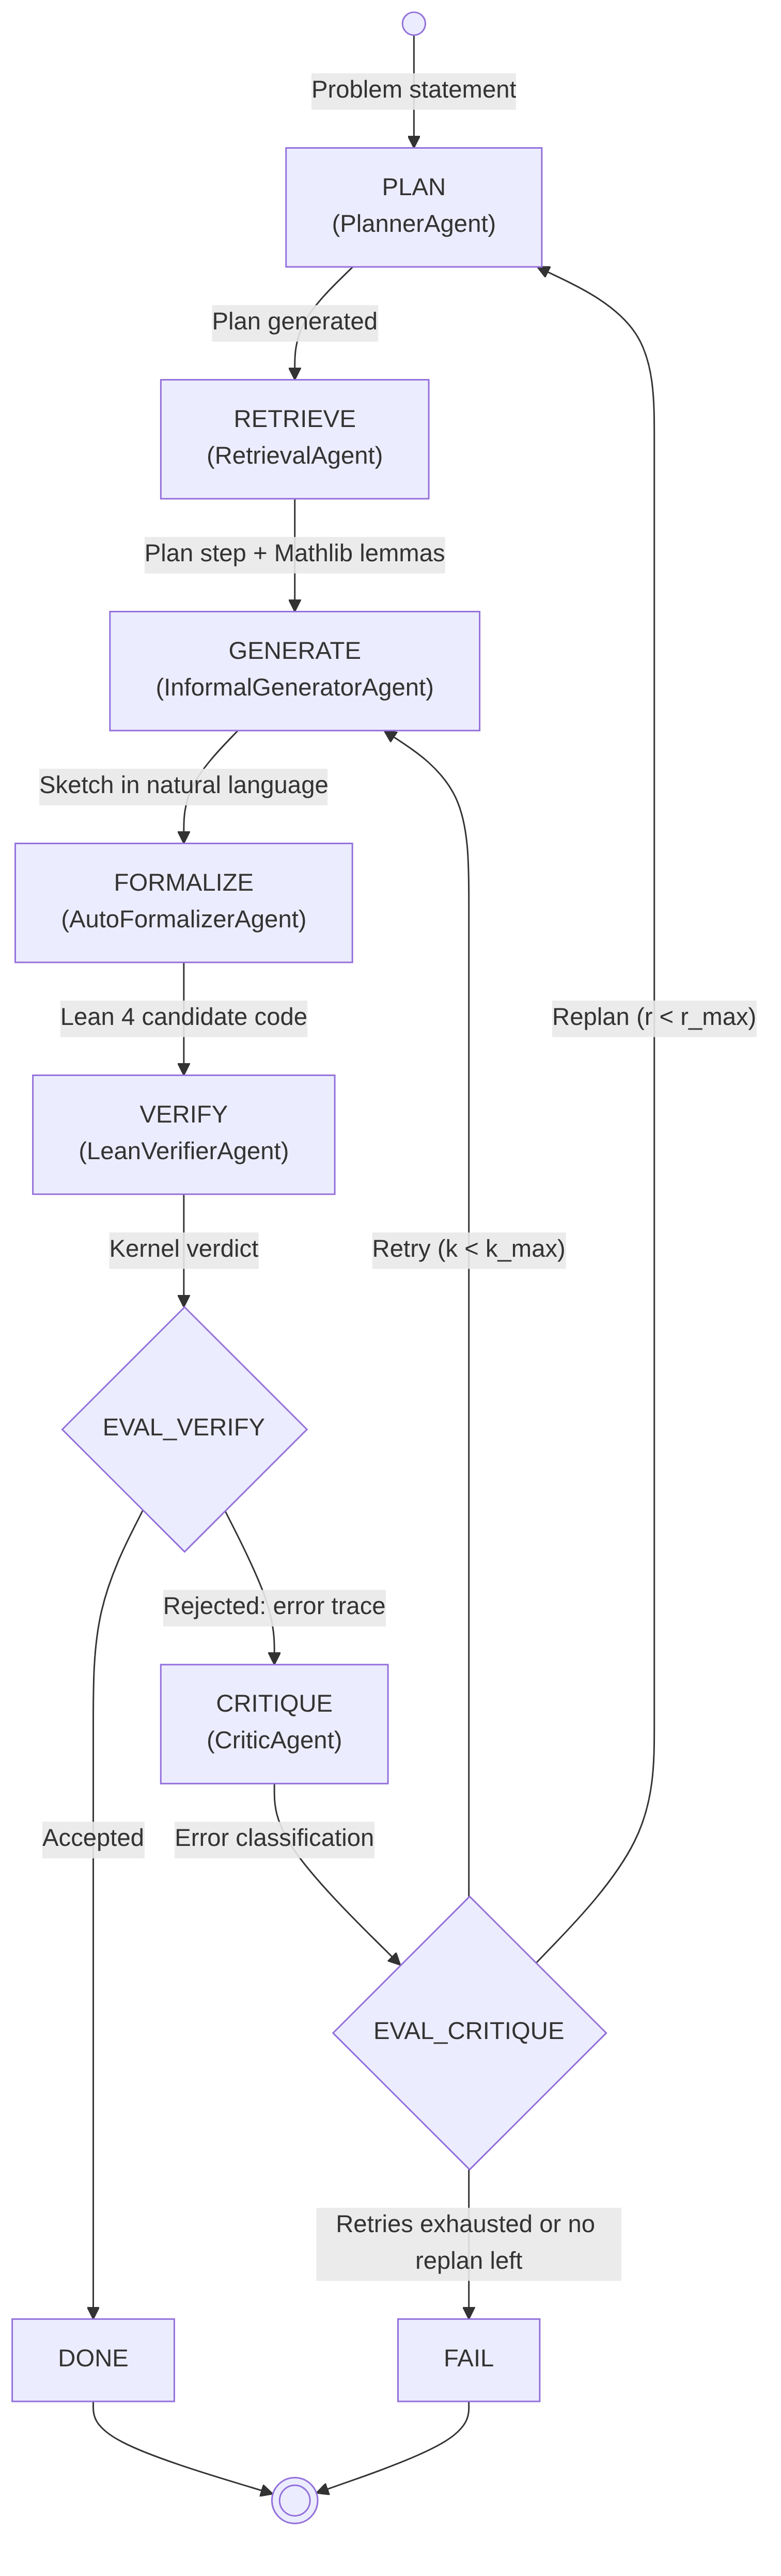 Problem statement
PLAN
(PlannerAgent)
Plan generated
RETRIEVE
(RetrievalAgent)
Plan step + Mathlib lemmas
GENERATE
(InformalGeneratorAgent)
Sketch in natural language
FORMALIZE
(AutoFormalizerAgent)
Lean 4 candidate code
Replan (r < r_max)
VERIFY
(LeanVerifierAgent)
Kernel verdict
Retry (k < k_max)
EVAL_VERIFY
Rejected: error trace
CRITIQUE
(CriticAgent)
Accepted
Error classification
EVAL_CRITIQUE
Retries exhausted or no
replan left
DONE
FAIL